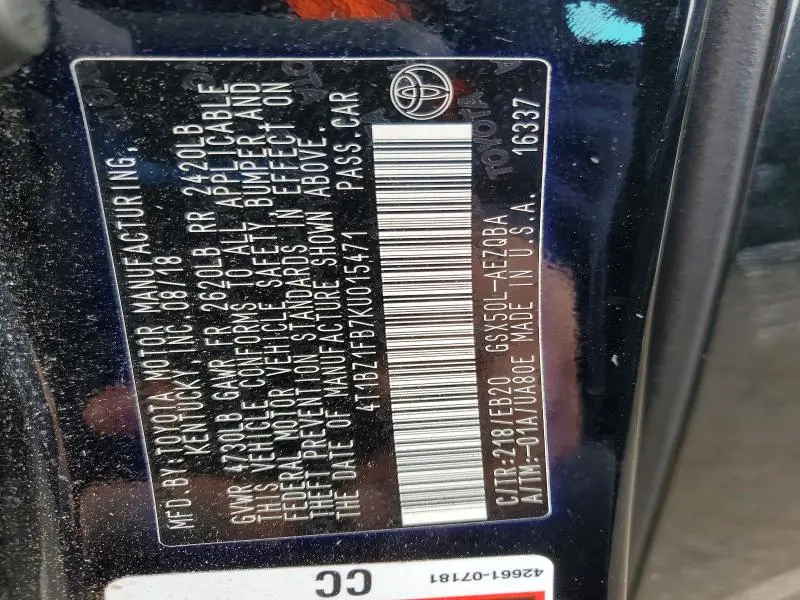 MFD.BY:TOYOTA MOTOR MANUFACTURING,
KENTUCKY,INC 08/18
GVWR 4230LB GAWR FR 2620LB RR 2420LB
THIS VEHICLE CONFORMS TO ALL APPLICABLE
FEDERAL MOTOR VEHICLE SAFETY, BUMPER,AND
THEFT PREVENTION STANDARDS IN EFFECT ON
THE DATE OF MANUFACTURE SHOWN ABOVE.
4T1BZ1FB7KU015471 PASS.CAR
C/TR:218/EB20 GSX50L-AEZQBA
A/TM:-01A/UA80E MADE IN U.S.A. 16337
TOYOTA
CC
42661-07181